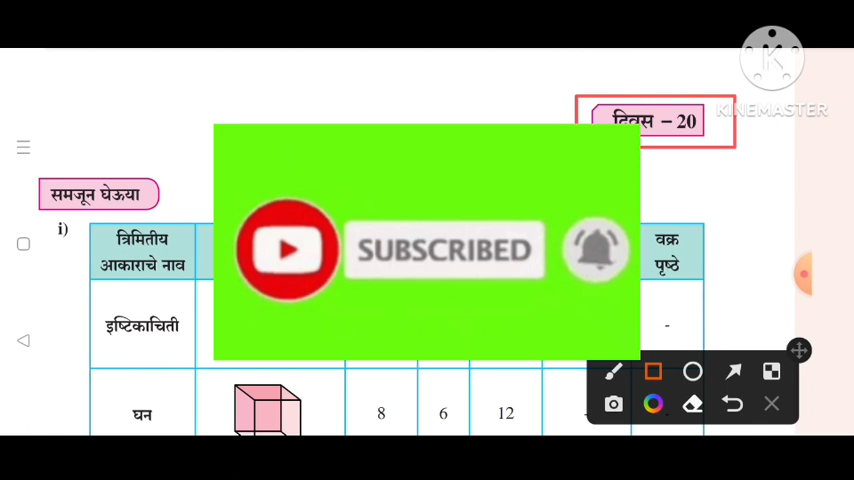 KINEMASTER
दिवस – 20
समजून घेऊया
i)
त्रिमितीय
आकाराचे नाव
वक्र
पृष्ठे
SUBSCRIBED
इष्टिकाचिती
-
घन
8
6
12
-